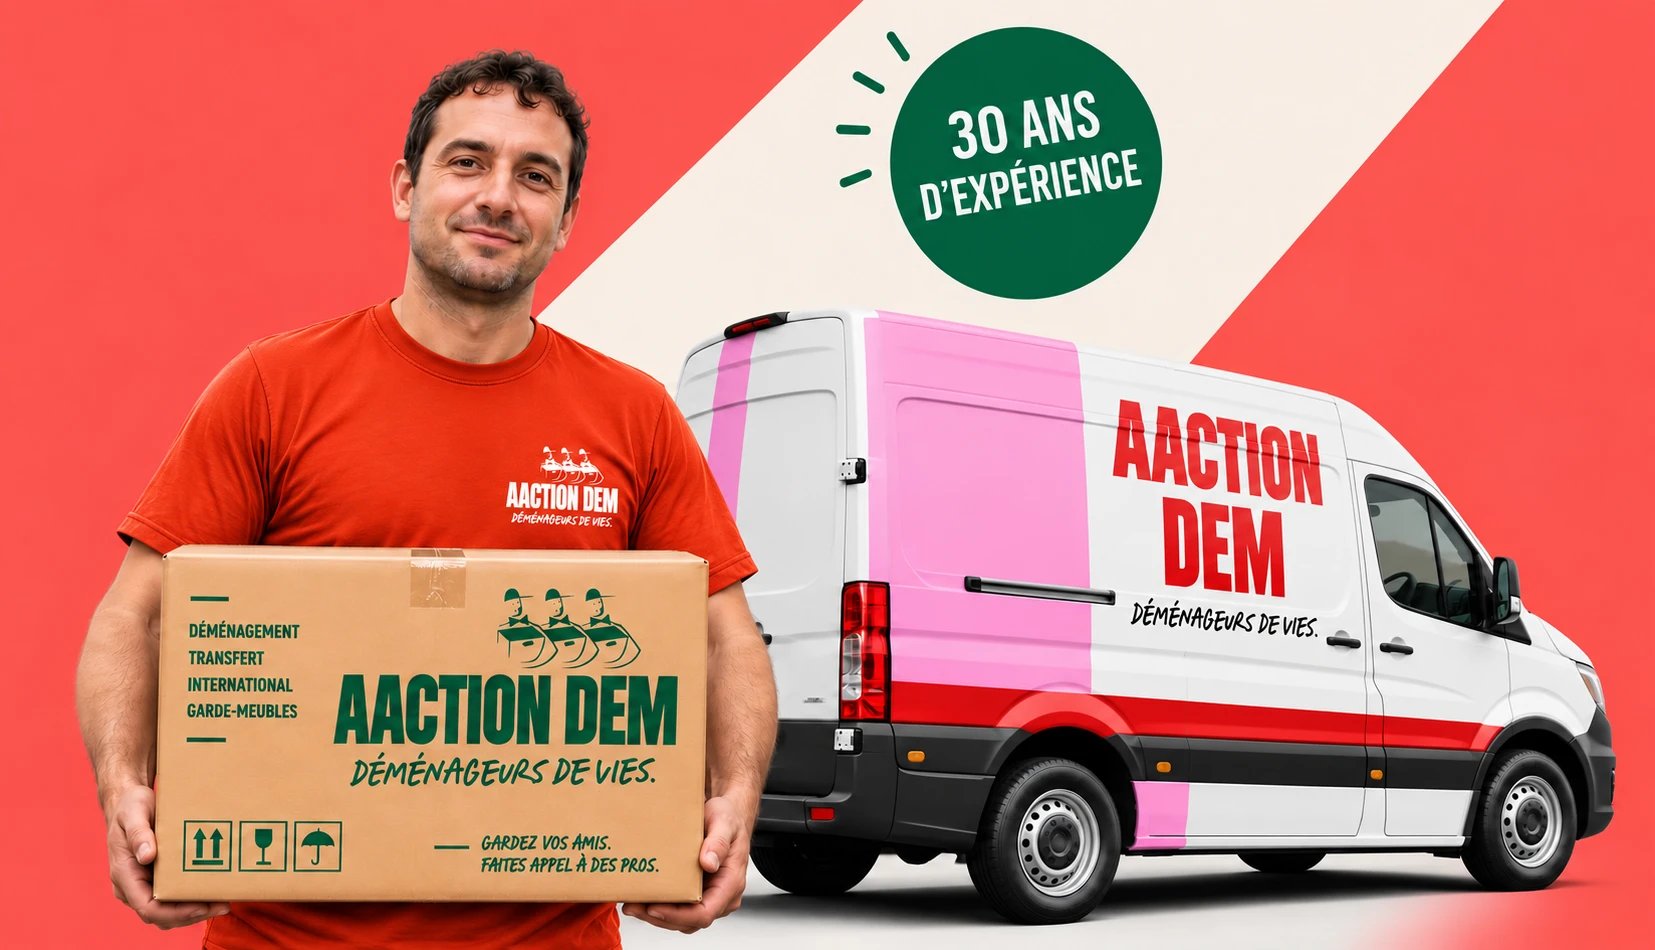 30 ANS
D'EXPÉRIENCE
AACTION DEM
DÉMÉNAGEURS DE VIES.
AACTION
DEM
DÉMÉNAGEURS DE VIES.
DÉMÉNAGEMENT
TRANSFERT
INTERNATIONAL
GARDE-MEUBLES
AACTION DEM
DÉMÉNAGEURS DE VIES.
GARDEZ VOS AMIS.
FAITES APPEL À DES PROS.